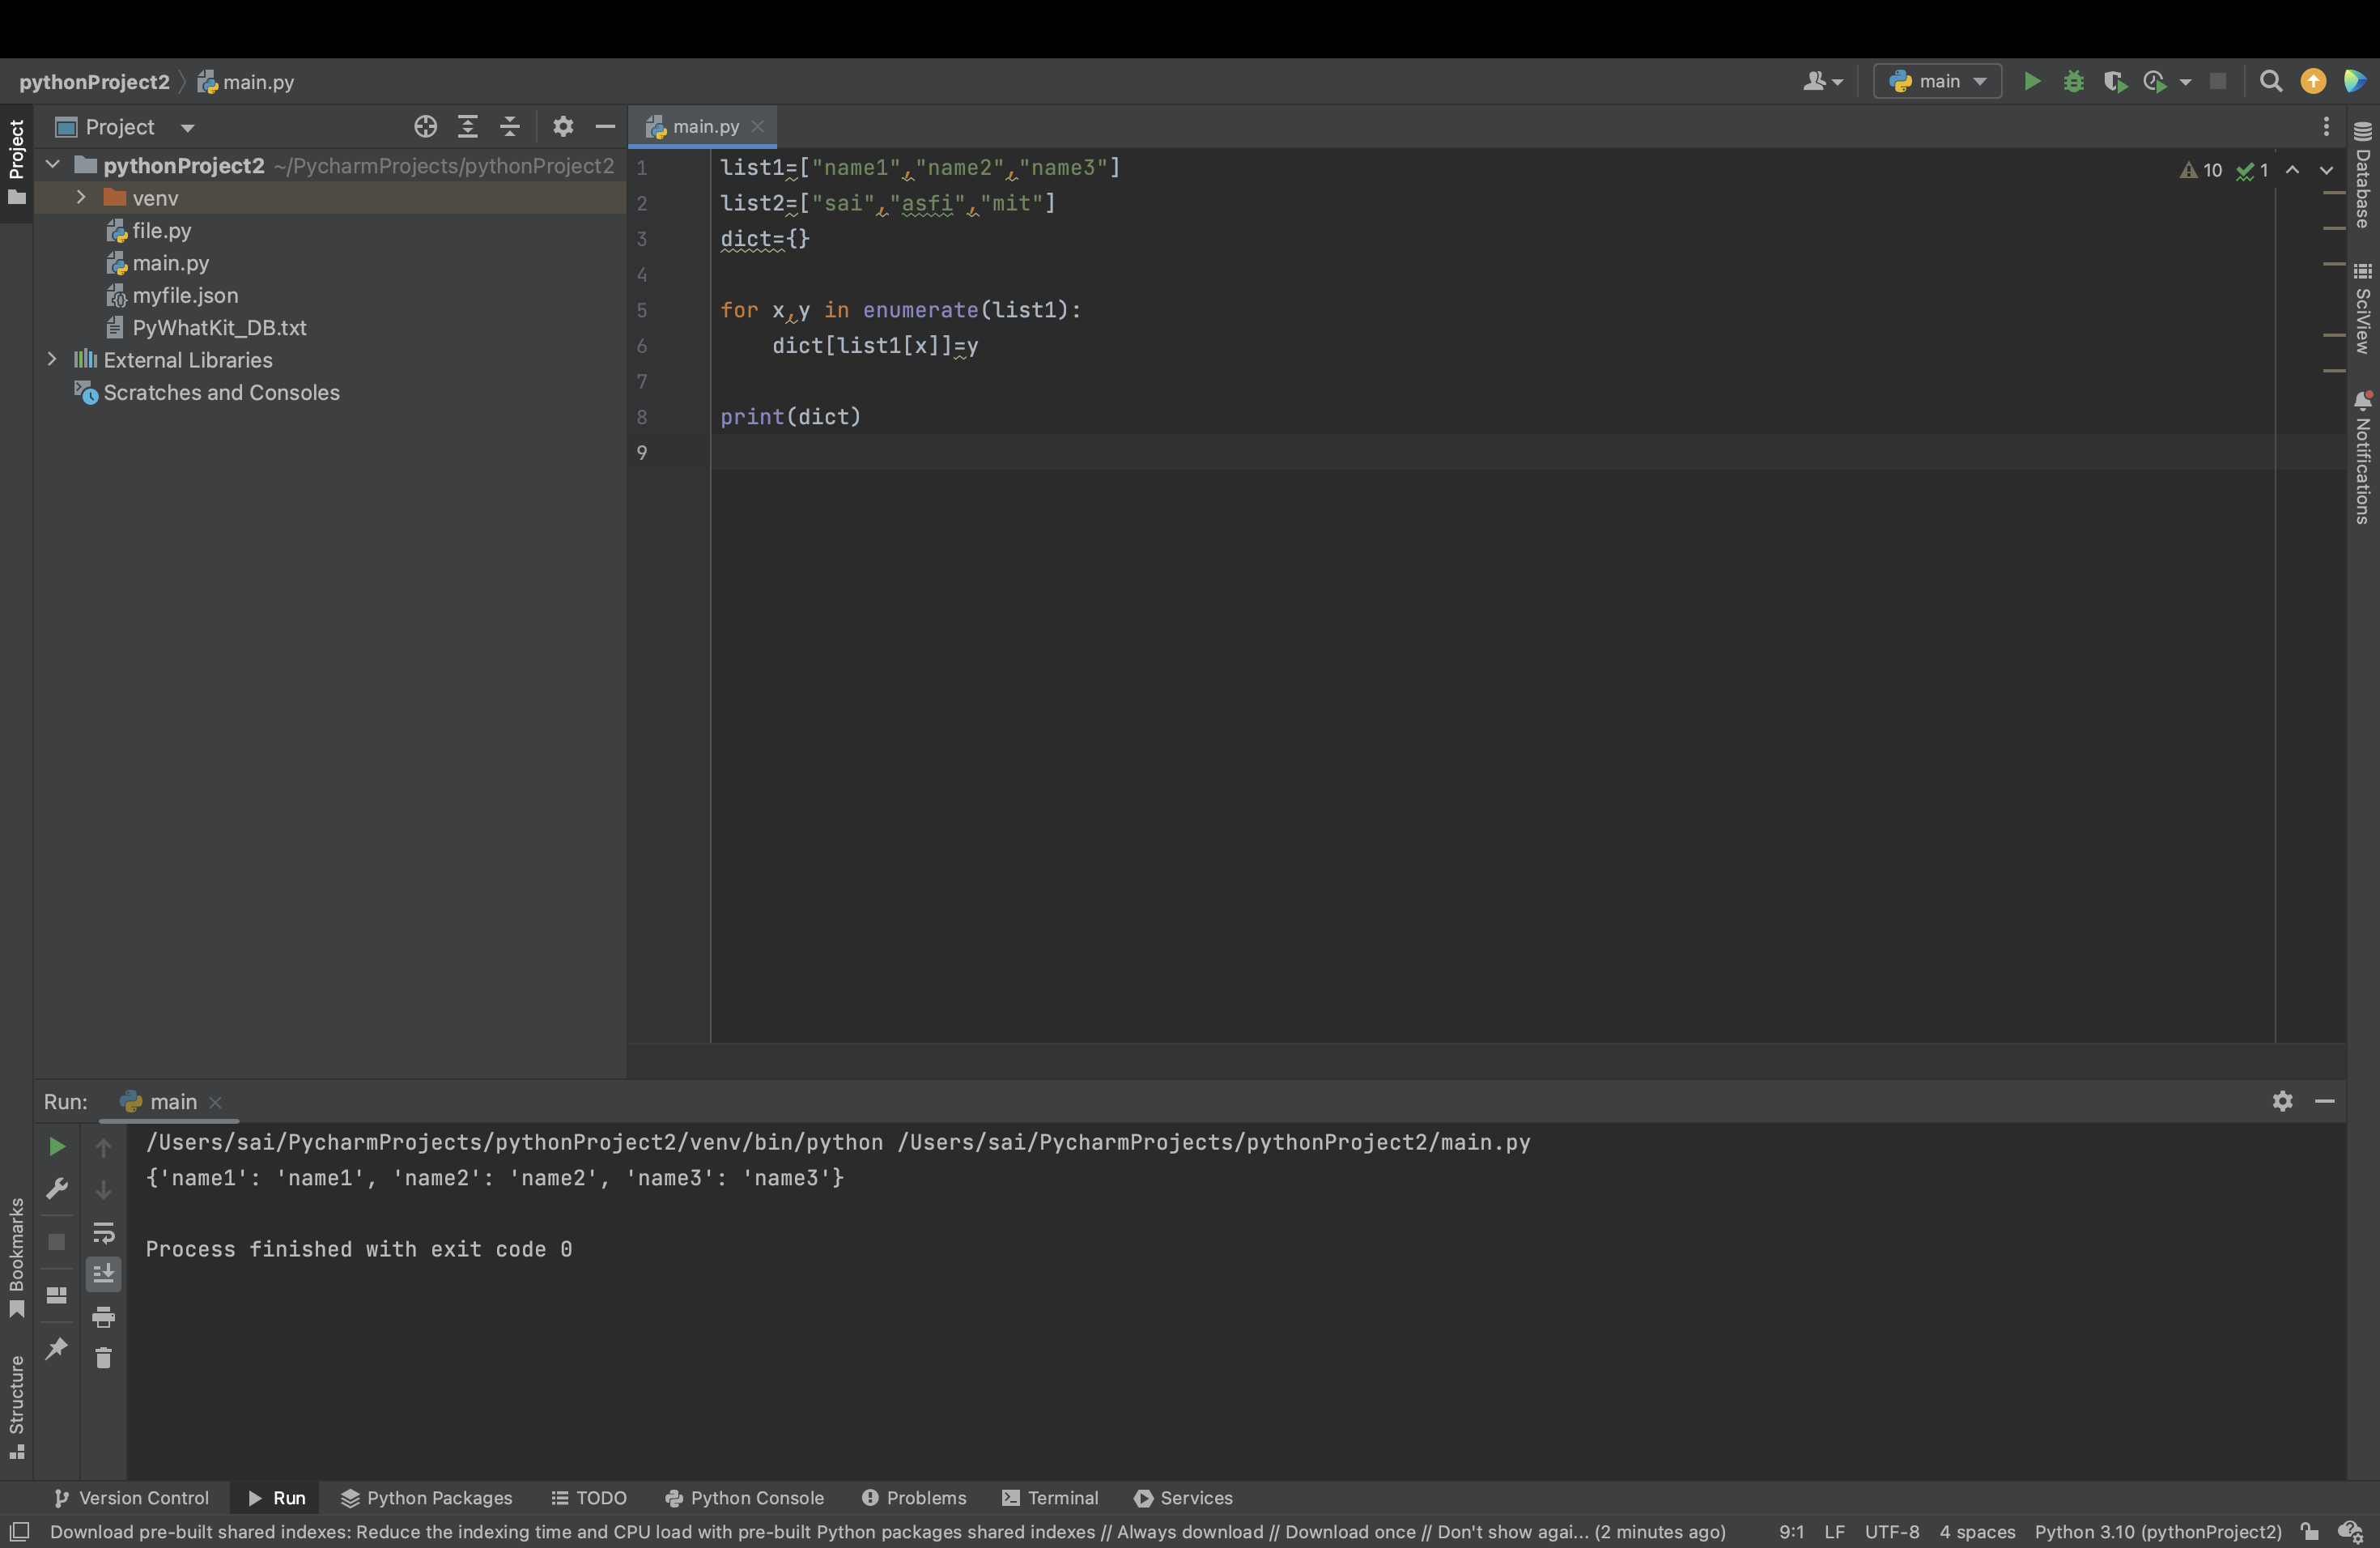 pythonProject2 main.py
main
Project
Project
main.py
pythonProject2 ~/PycharmProjects/pythonProject2
venv
file.py
main.py
myfile.json
PyWhatKit_DB.txt
External Libraries
Scratches and Consoles
1 list1=["name1","name2","name3"]
2 list2=["sai","asfi","mit"]
3 dict={}
4
5 for x,y in enumerate(list1):
6 dict[list1[x]]=y
7
8 print(dict)
9
10 1
Database
SciView
Notifications
Run: main
/Users/sai/PycharmProjects/pythonProject2/venv/bin/python /Users/sai/PycharmProjects/pythonProject2/main.py
{'name1': 'name1', 'name2': 'name2', 'name3': 'name3'}
Process finished with exit code 0
Bookmarks
Structure
Version Control Run Python Packages TODO Python Console Problems Terminal Services
Download pre-built shared indexes: Reduce the indexing time and CPU load with pre-built Python packages shared indexes // Always download // Download once // Don't show agai... (2 minutes ago) 9:1 LF UTF-8 4 spaces Python 3.10 (pythonProject2)